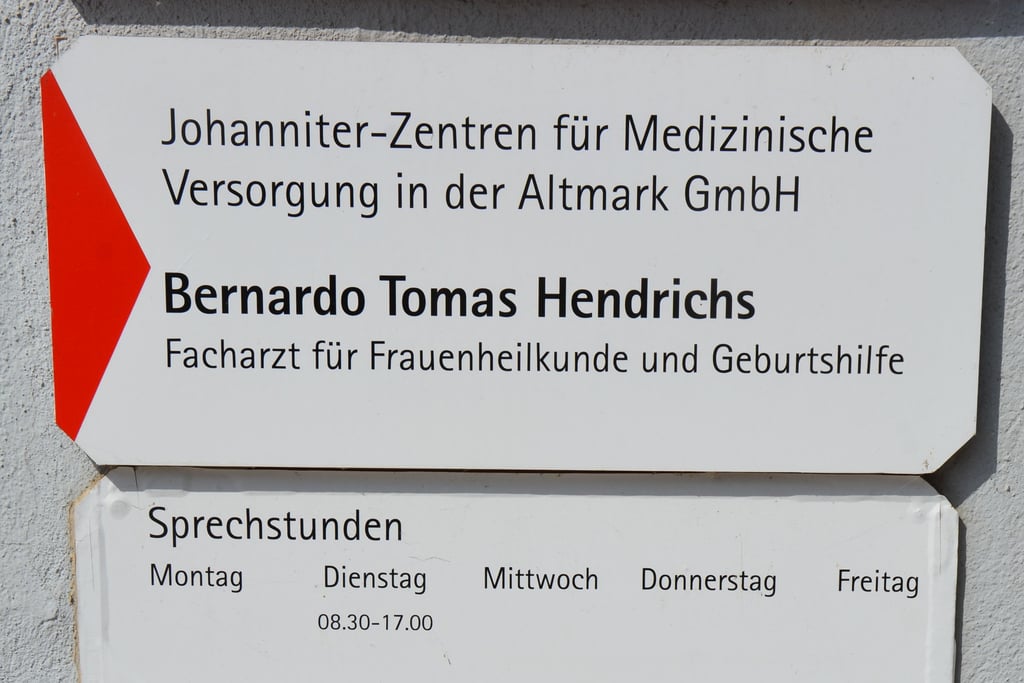 Johanniter-Zentren für Medizinische
Versorgung in der Altmark GmbH
Bernardo Tomas Hendrichs
Facharzt für Frauenheilkunde und Geburtshilfe
Sprechstunden
Montag Dienstag Mittwoch Donnerstag Freitag
08.30-17.00